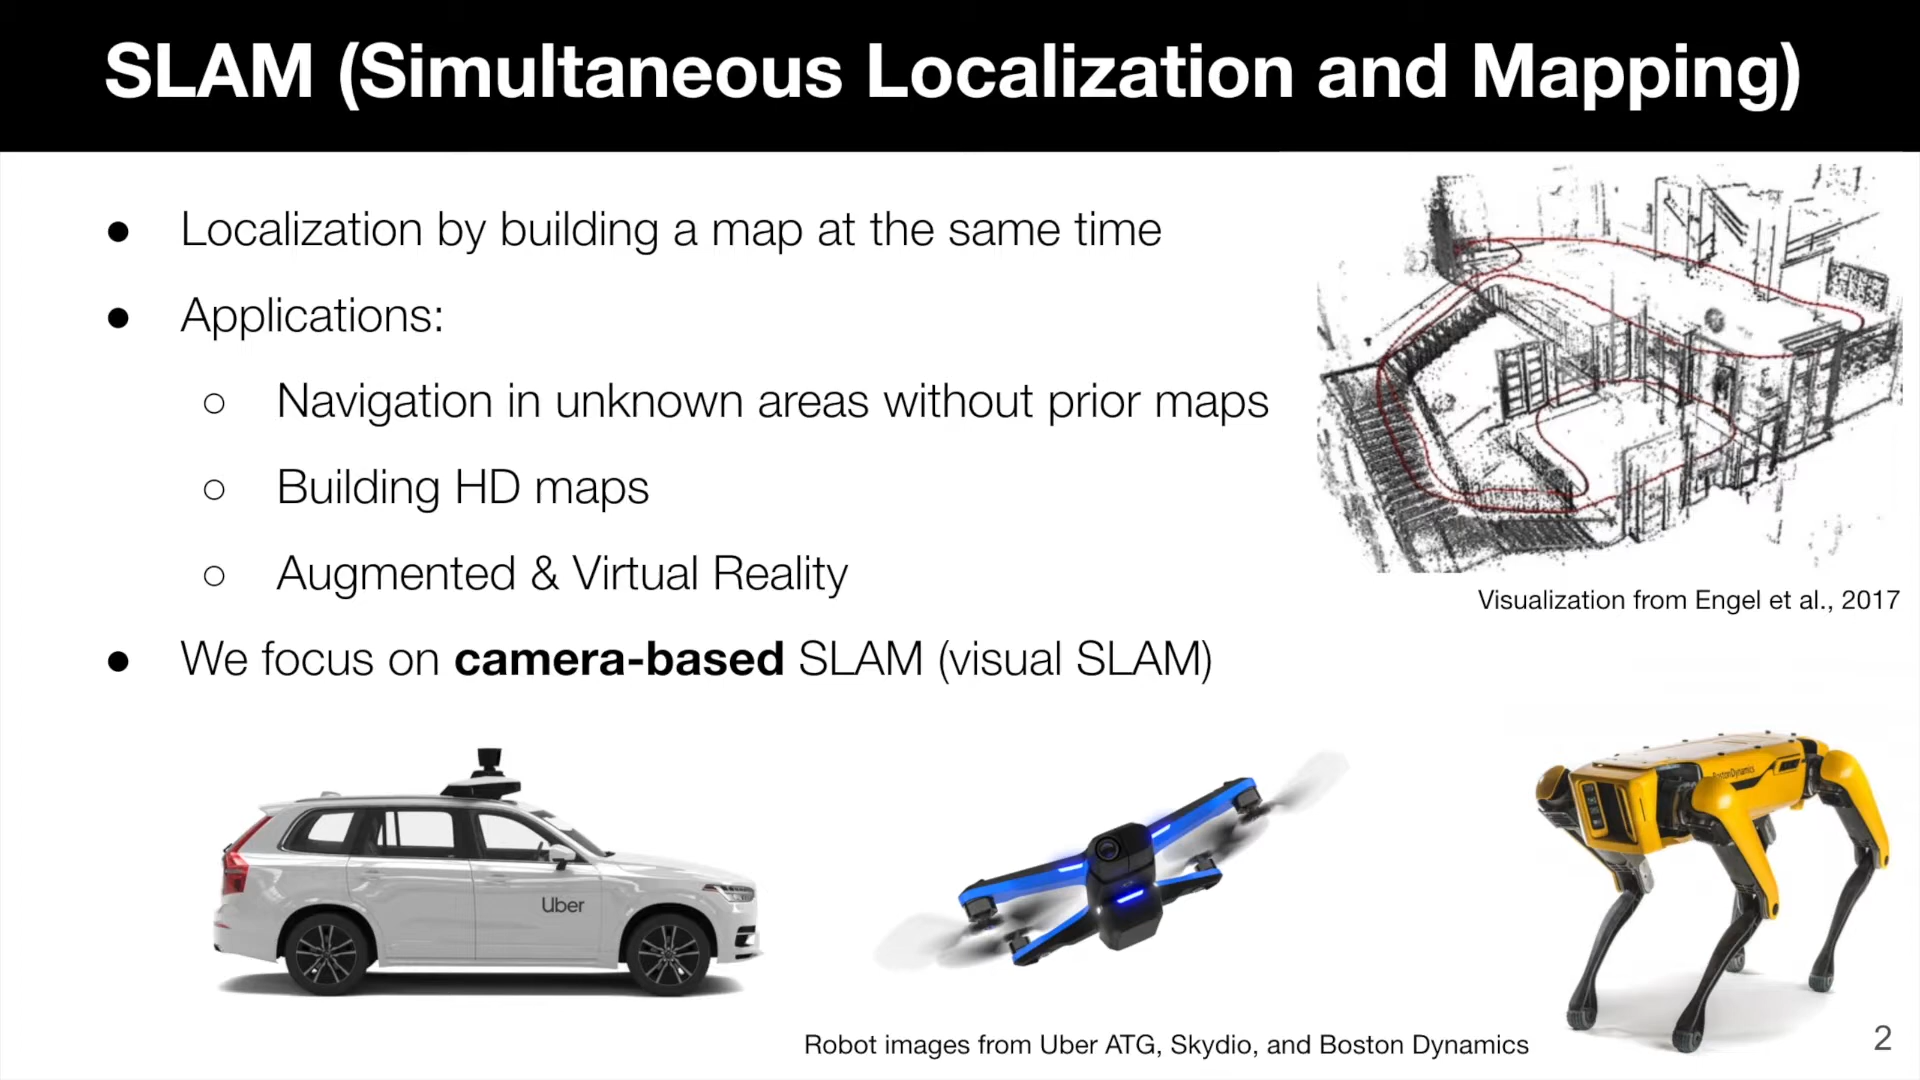 SLAM (Simultaneous Localization and Mapping)
● Localization by building a map at the same time
● Applications:
○ Navigation in unknown areas without prior maps
○ Building HD maps
○ Augmented & Virtual Reality
Visualization from Engel et al., 2017
● We focus on camera-based SLAM (visual SLAM)
BostonDynamics
Uber
Robot images from Uber ATG, Skydio, and Boston Dynamics
2